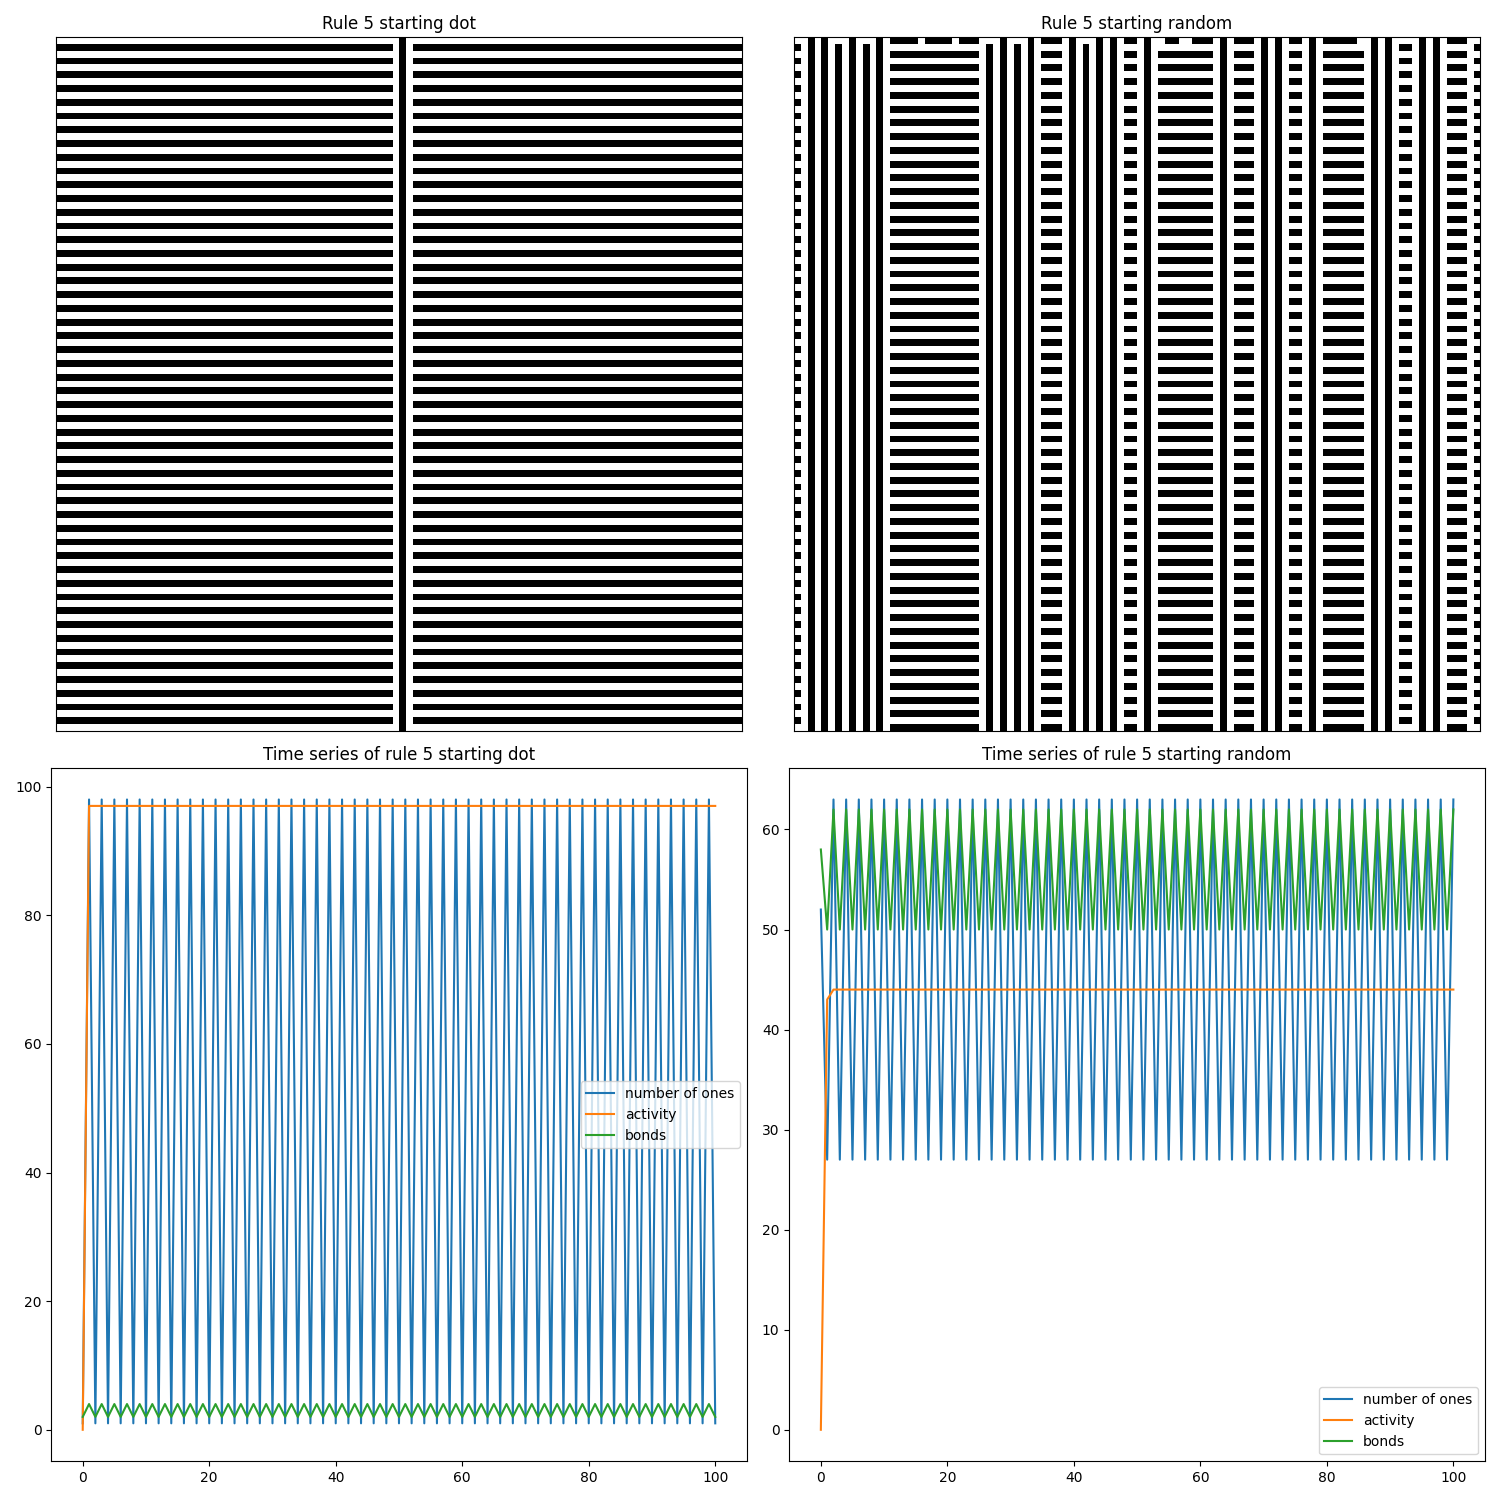 Rule 5 starting dot
Rule 5 starting random
Time series of rule 5 starting dot
100
80
60
40
20
0
0 20 40 60 80 100
number of ones
activity
bonds
Time series of rule 5 starting random
60
50
40
30
20
10
0
0 20 40 60 80 100
number of ones
activity
bonds